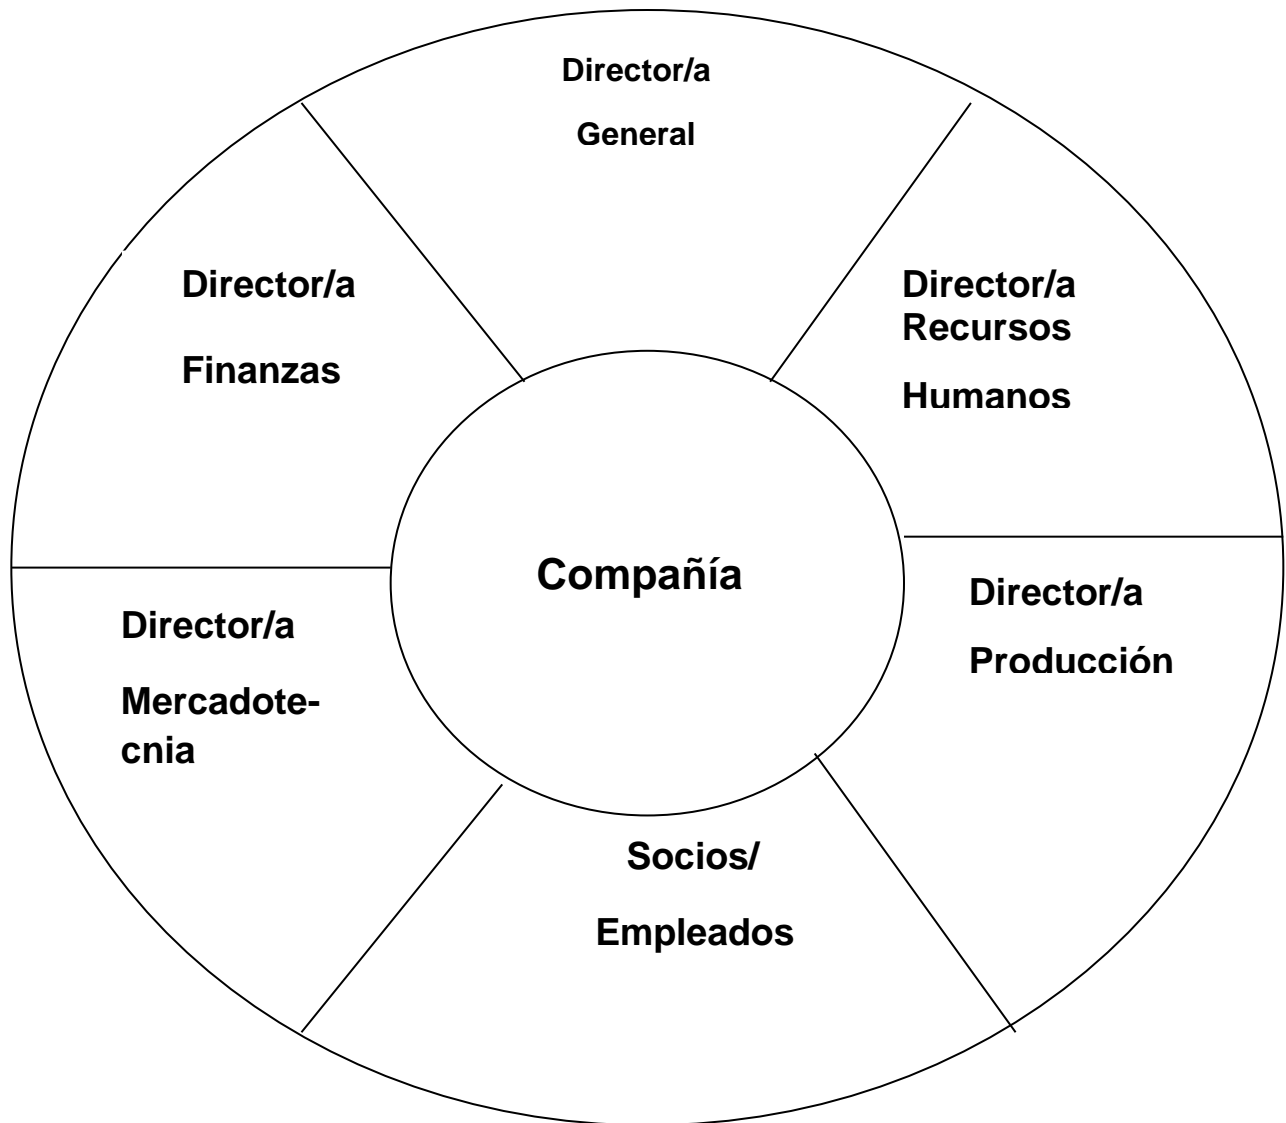 Director/a
General
Director/a
Finanzas
Director/a
Recursos
Humanos
Compañía
Director/a
Mercadote-
cnia
Director/a
Producción
Socios/
Empleados